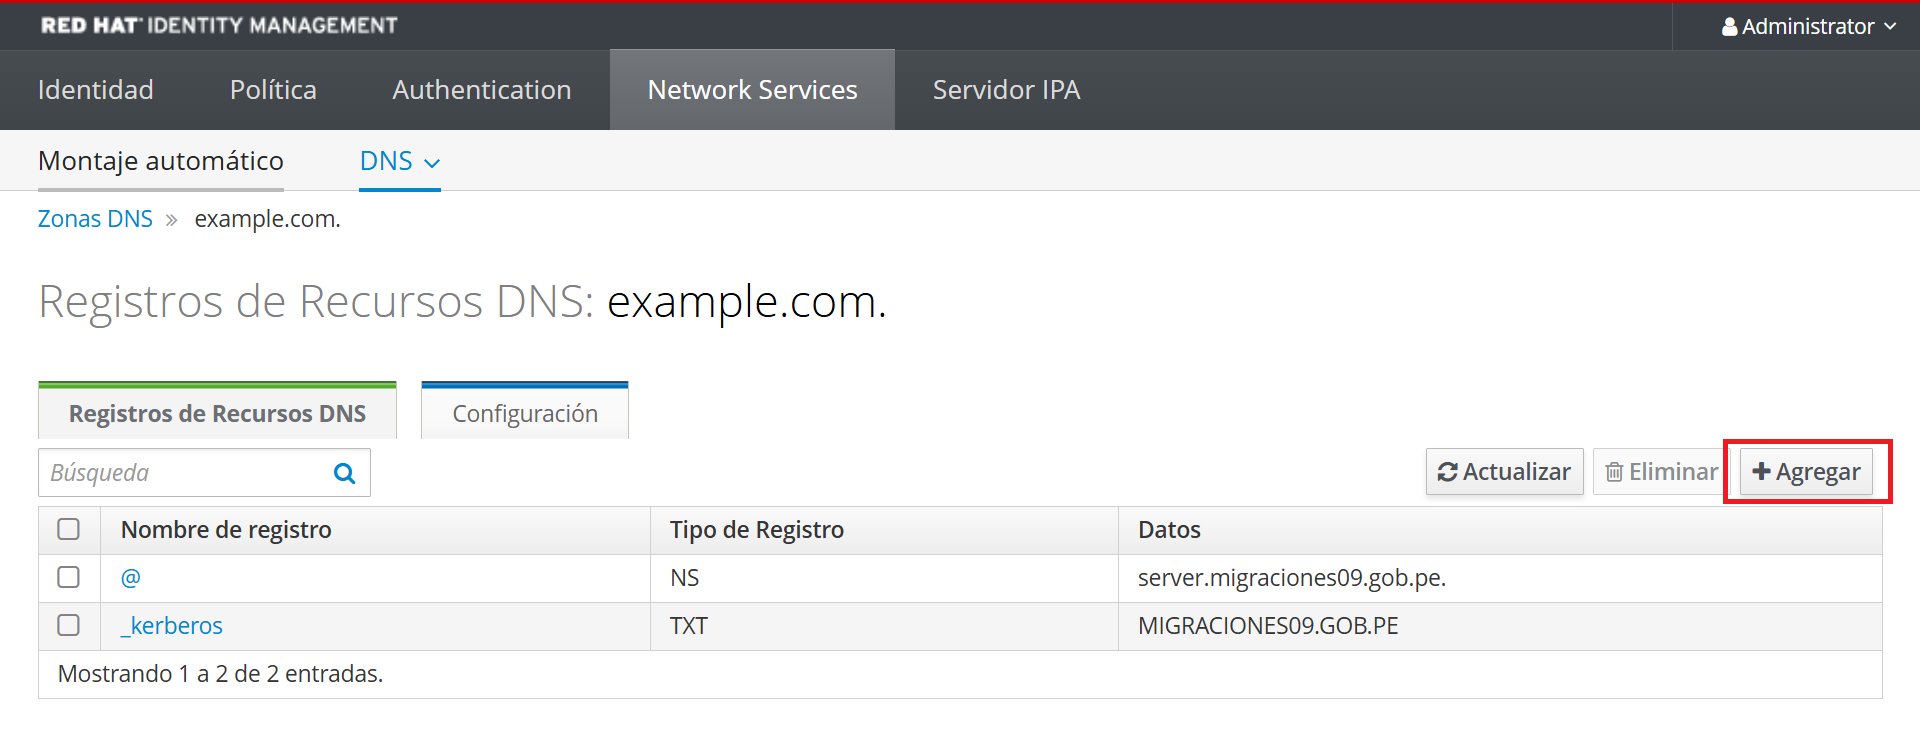 RED HAT® IDENTITY MANAGEMENT
Administrator
Identidad Política Authentication Network Services Servidor IPA
Montaje automático DNS
Zonas DNS » example.com.
Registros de Recursos DNS: example.com.
Registros de Recursos DNS Configuración
Búsqueda Actualizar Eliminar + Agregar
Nombre de registro Tipo de Registro Datos
@ NS server.migraciones09.gob.pe.
_kerberos TXT MIGRACIONES09.GOB.PE
Mostrando 1 a 2 de 2 entradas.